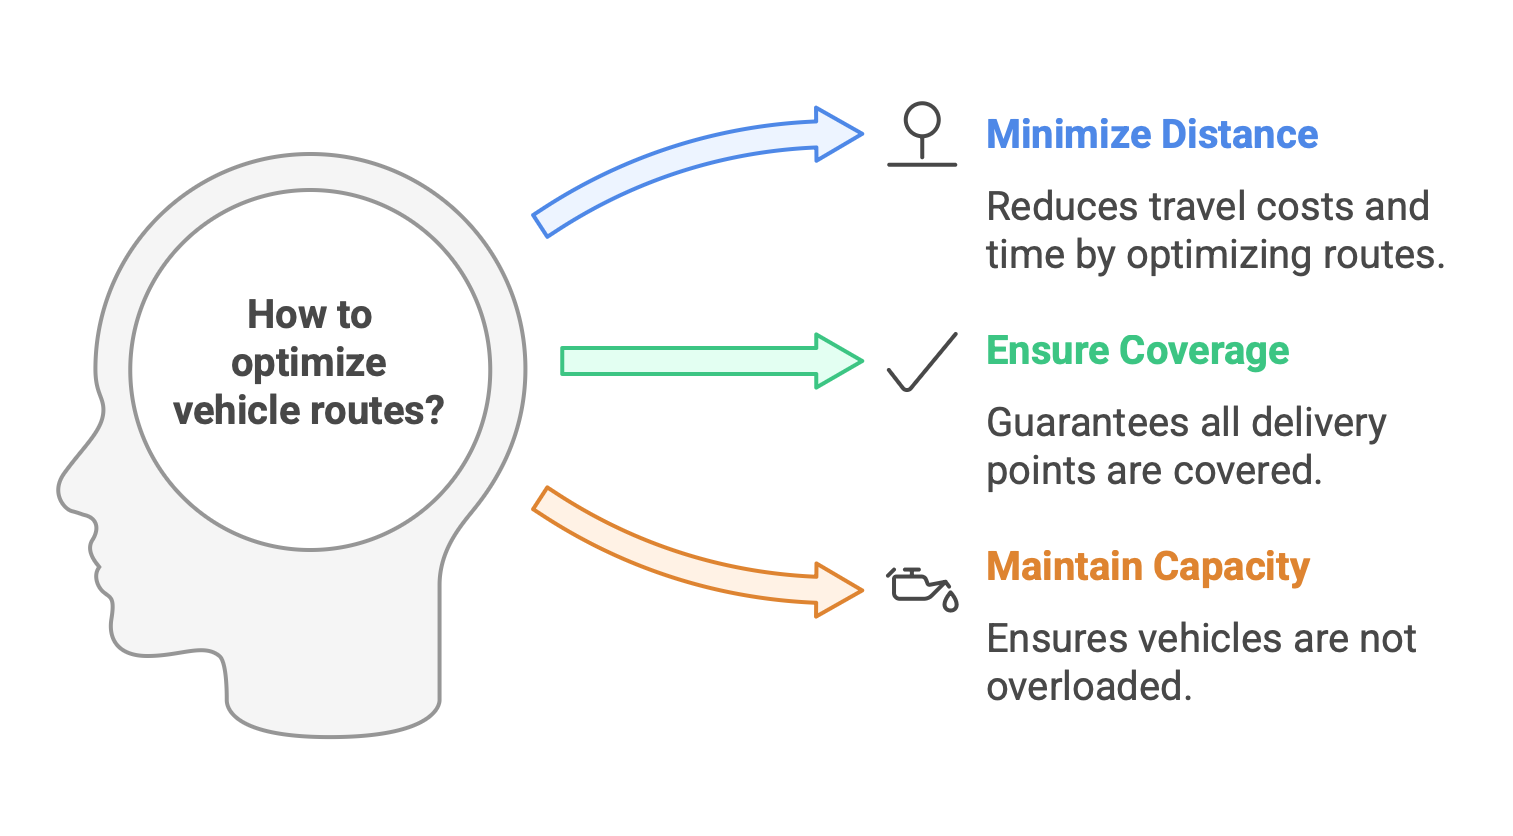 How to
optimize
vehicle routes?
Minimize Distance
Reduces travel costs and
time by optimizing routes.
Ensure Coverage
Guarantees all delivery
points are covered.
Maintain Capacity
Ensures vehicles are not
overloaded.